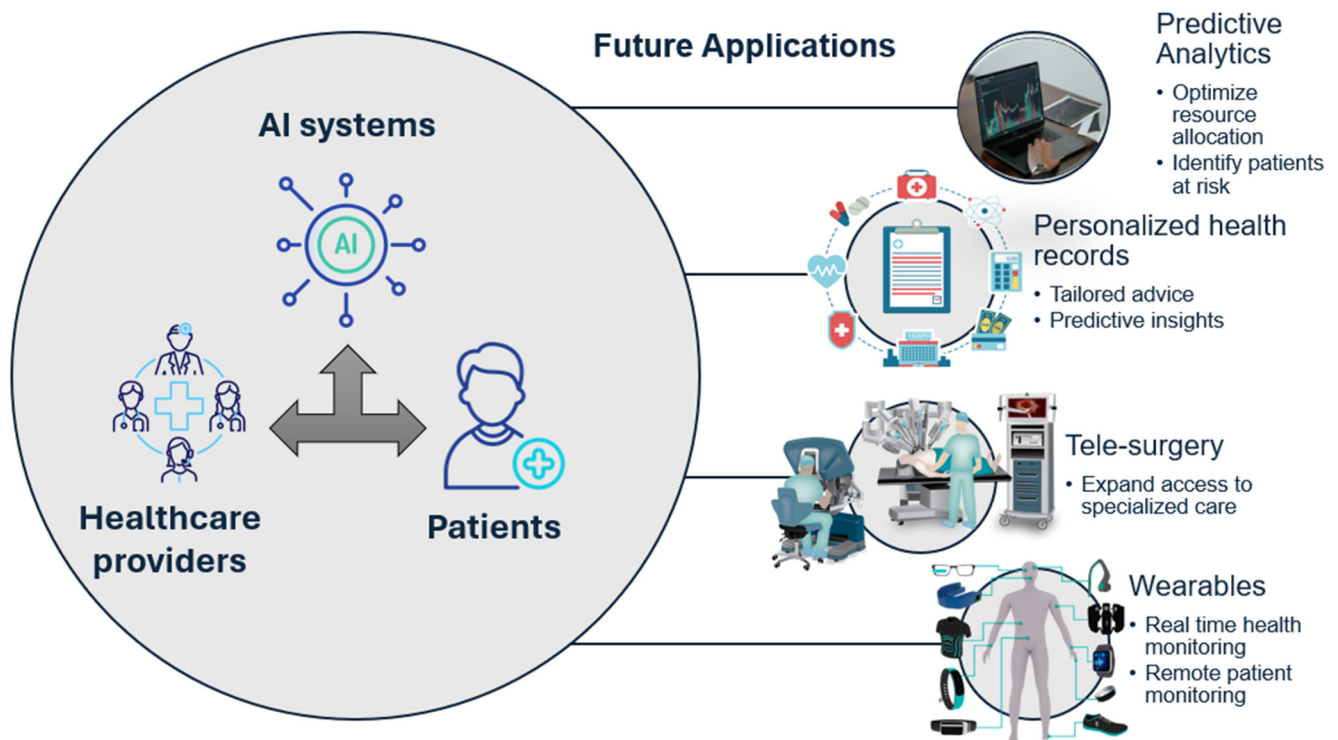 Future Applications
AI systems
AI
Healthcare
providers
Patients
Predictive
Analytics
• Optimize
resource
allocation
• Identify patients
at risk
Personalized health
records
• Tailored advice
• Predictive insights
Tele-surgery
• Expand access to
specialized care
Wearables
• Real time health
monitoring
• Remote patient
monitoring